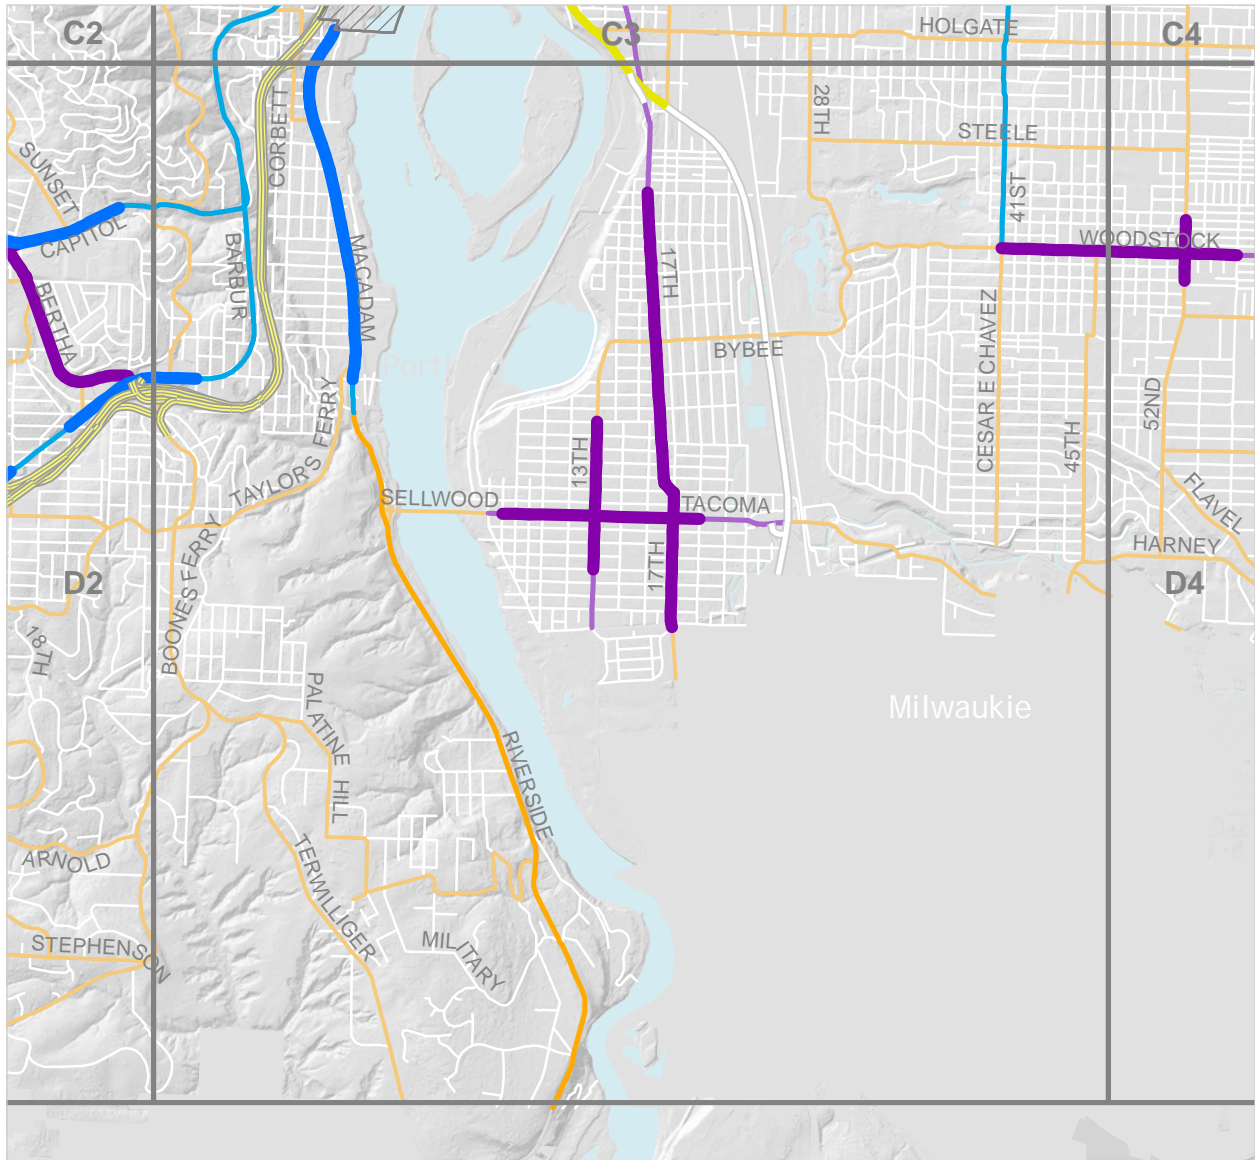 C2
C3
C4
HOLGATE
CORBETT
28TH
STEELE
SUNSET
41ST
CAPITOL
WOODSTOCK
BARBUR
MACADAM
17TH
BERTHA
CESAR E CHAVEZ
BYBEE
Portl
TAYLORS FERRY
52ND
45TH
13TH
SELLWOOD
TACOMA
FLAVEL
BOONES FERRY
17TH
HARNEY
D2
D4
18TH
PALATINE HILL
Milwaukie
RIVERSIDE
ARNOLD
TERWILLIGER
STEPHENSON
MILITARY